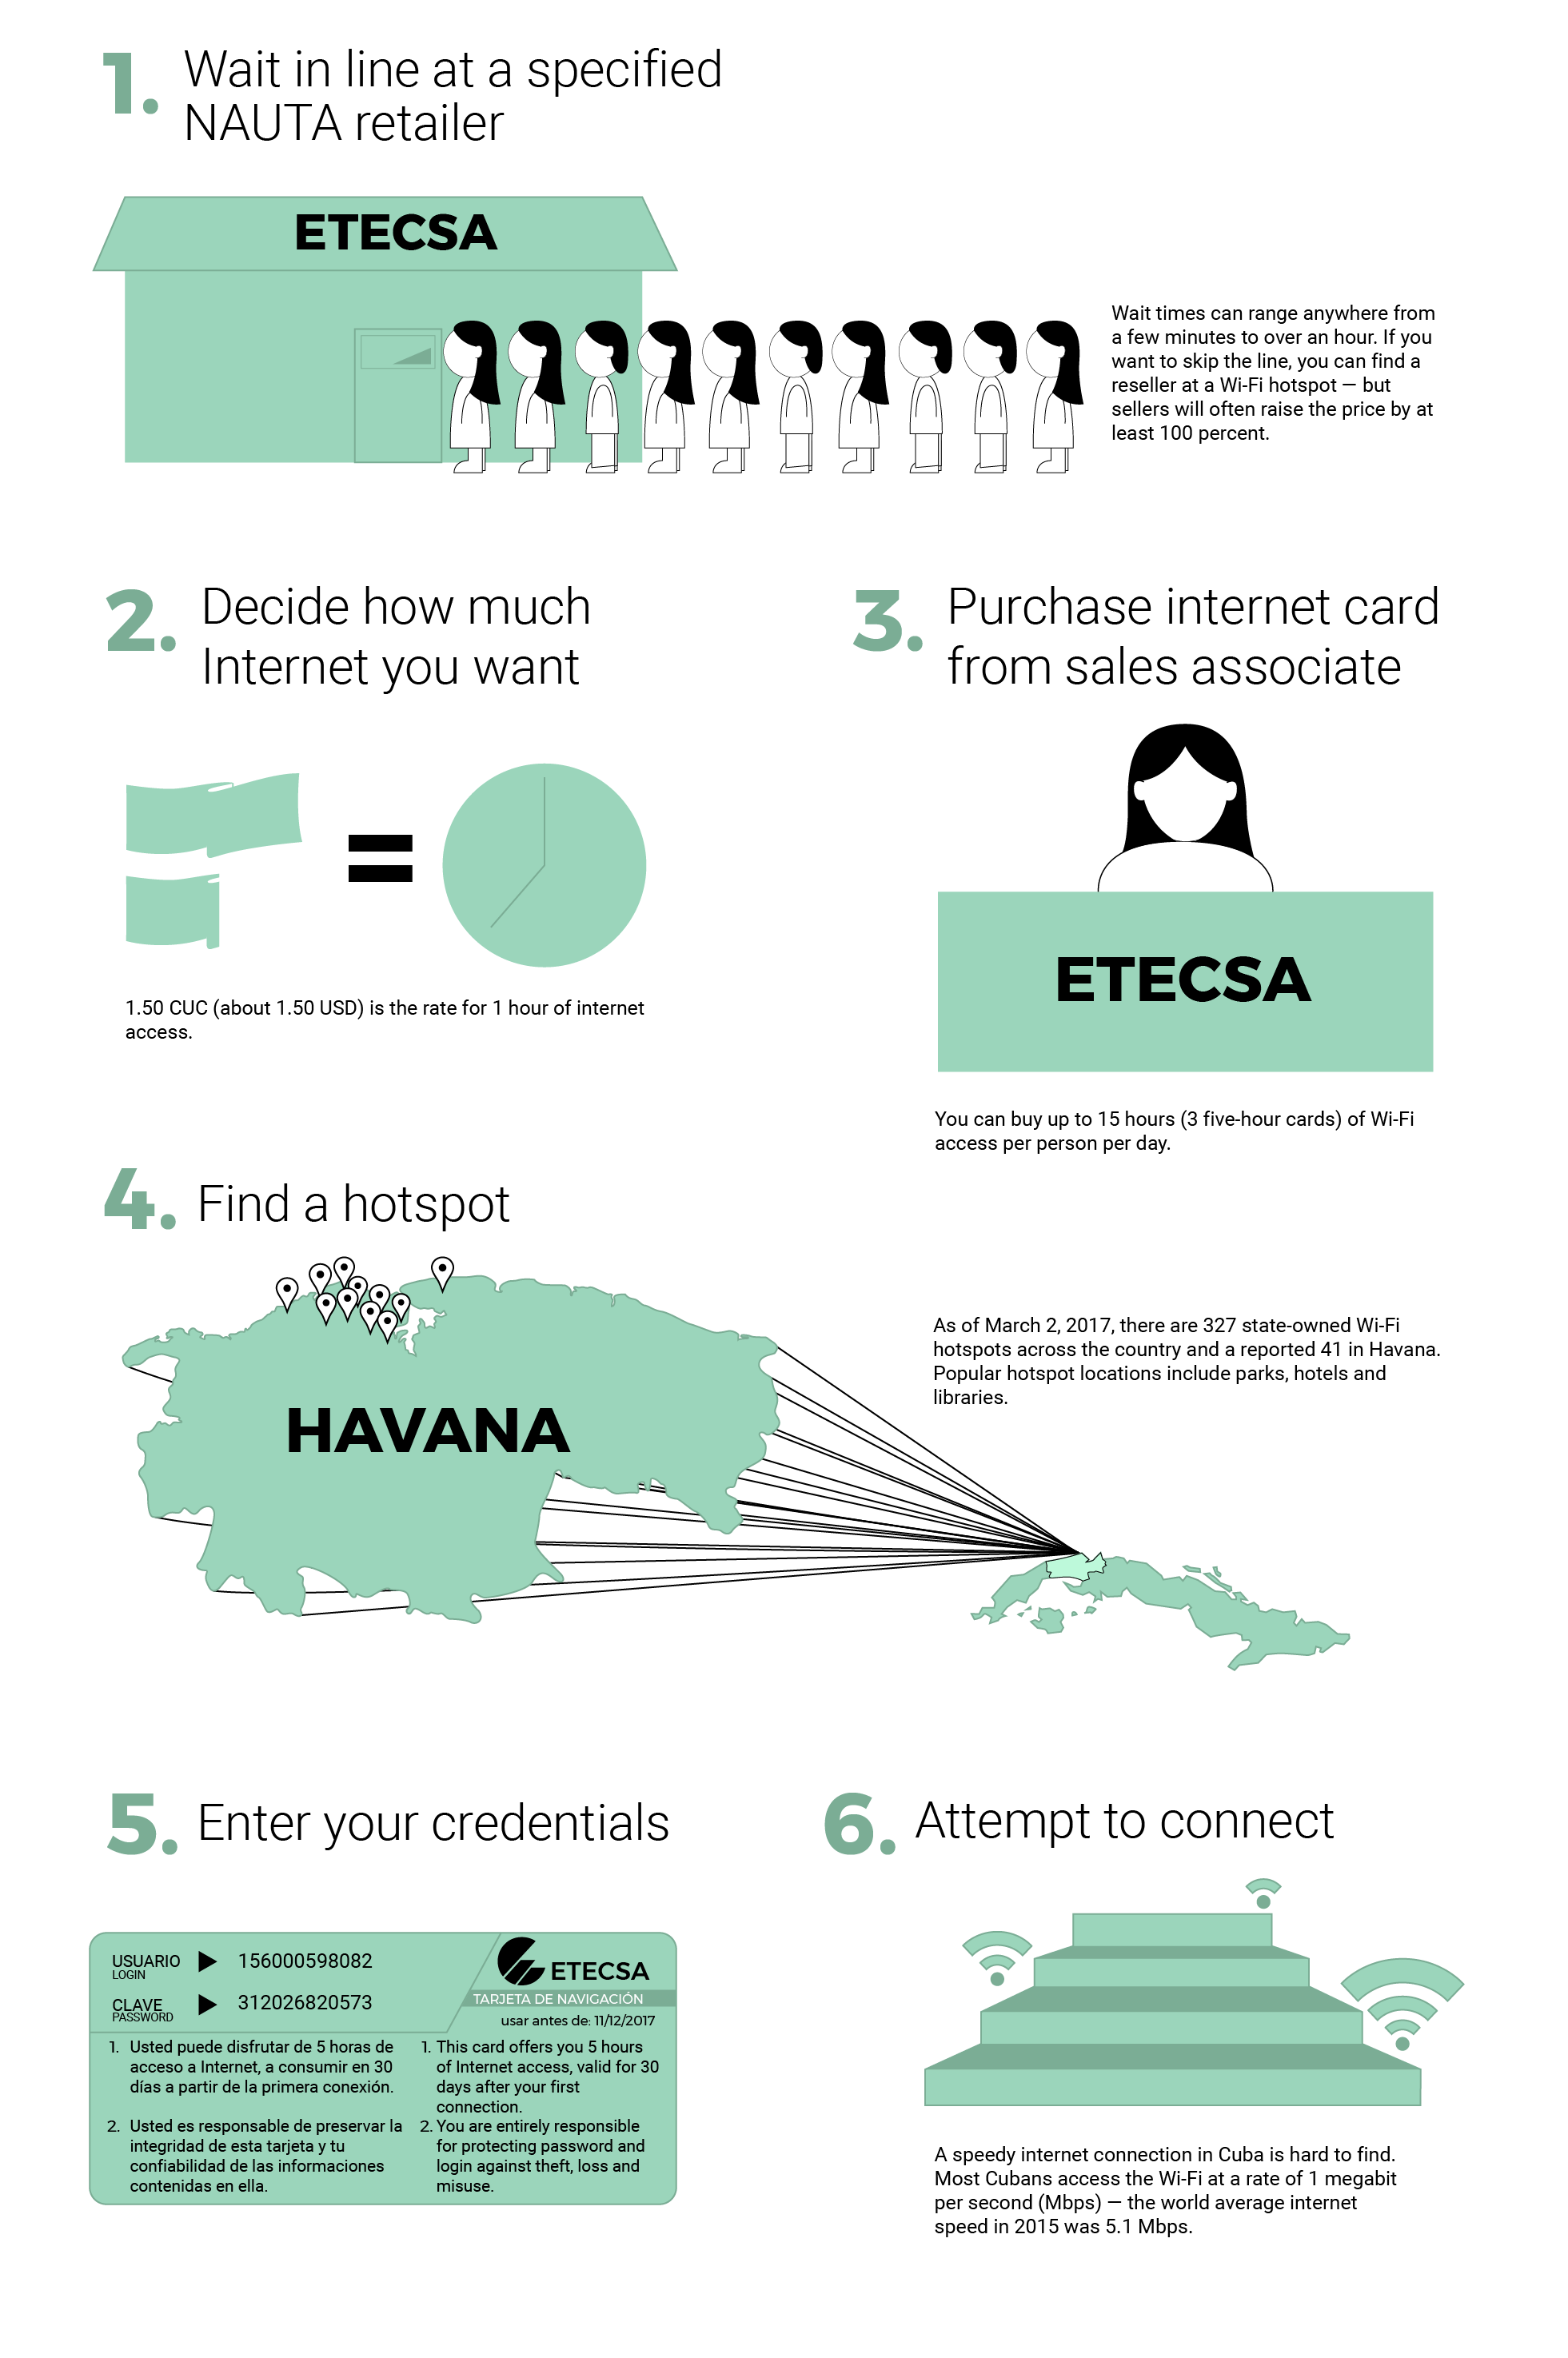 1. Wait in line at a specified
NAUTA retailer
ETECSA
Wait times can range anywhere from
a few minutes to over an hour. If you
want to skip the line, you can find a
reseller at a Wi-Fi hotspot — but
sellers will often raise the price by at
least 100 percent.
2. Decide how much
Internet you want
1.50 CUC (about 1.50 USD) is the rate for 1 hour of internet
access.
3. Purchase internet card
from sales associate
ETECSA
You can buy up to 15 hours (3 five-hour cards) of Wi-Fi
access per person per day.
4. Find a hotspot
HAVANA
As of March 2, 2017, there are 327 state-owned Wi-Fi
hotspots across the country and a reported 41 in Havana.
Popular hotspot locations include parks, hotels and
libraries.
5. Enter your credentials
USUARIO
LOGIN
156000598082
CLAVE
PASSWORD
312026820573
ETECSA
TARJETA DE NAVIGACIÓN
usar antes de: 11/12/2017
1. Usted puede disfrutar de 5 horas de
acceso a Internet, a consumir en 30
días a partir de la primera conexión.
2. Usted es responsable de preservar la
integridad de esta tarjeta y tu
confiabilidad de las informaciones
contenidas en ella.
1. This card offers you 5 hours
of Internet access, valid for 30
days after your first
connection.
2. You are entirely responsible
for protecting password and
login against theft, loss and
misuse.
6. Attempt to connect
A speedy internet connection in Cuba is hard to find.
Most Cubans access the Wi-Fi at a rate of 1 megabit
per second (Mbps) — the world average internet
speed in 2015 was 5.1 Mbps.